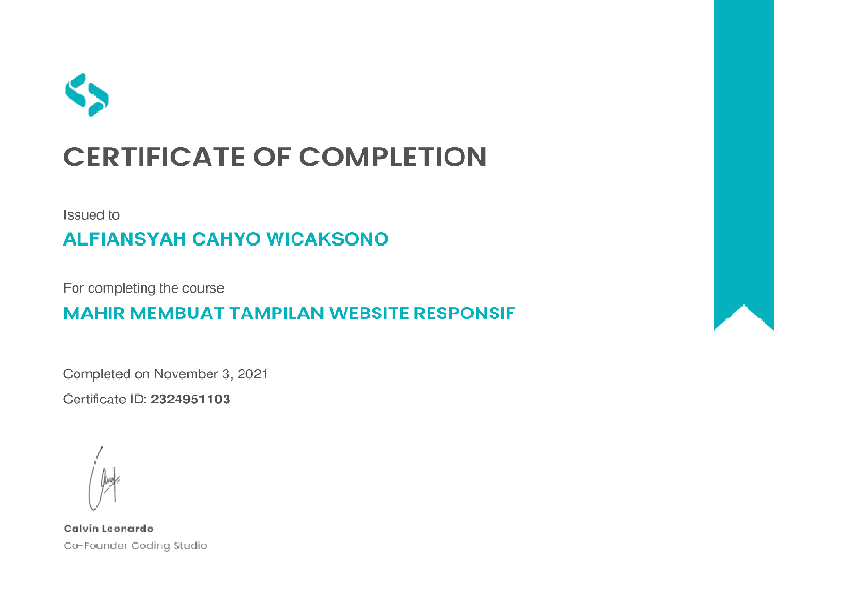 CERTIFICATE OF COMPLETION
Issued to
ALFIANSYAH CAHYO WICAKSONO
For completing the course
MAHIR MEMBUAT TAMPILAN WEBSITE RESPONSIF
Completed on November 3, 2021
Certificate ID: 2324951103
Calvin Leonardo
Co-Founder Coding Studio